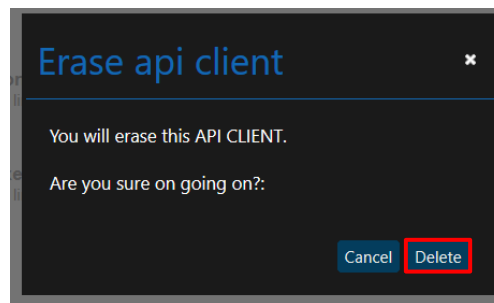 Erase api client
×
You will erase this API CLIENT.
Are you sure on going on?:
Cancel Delete